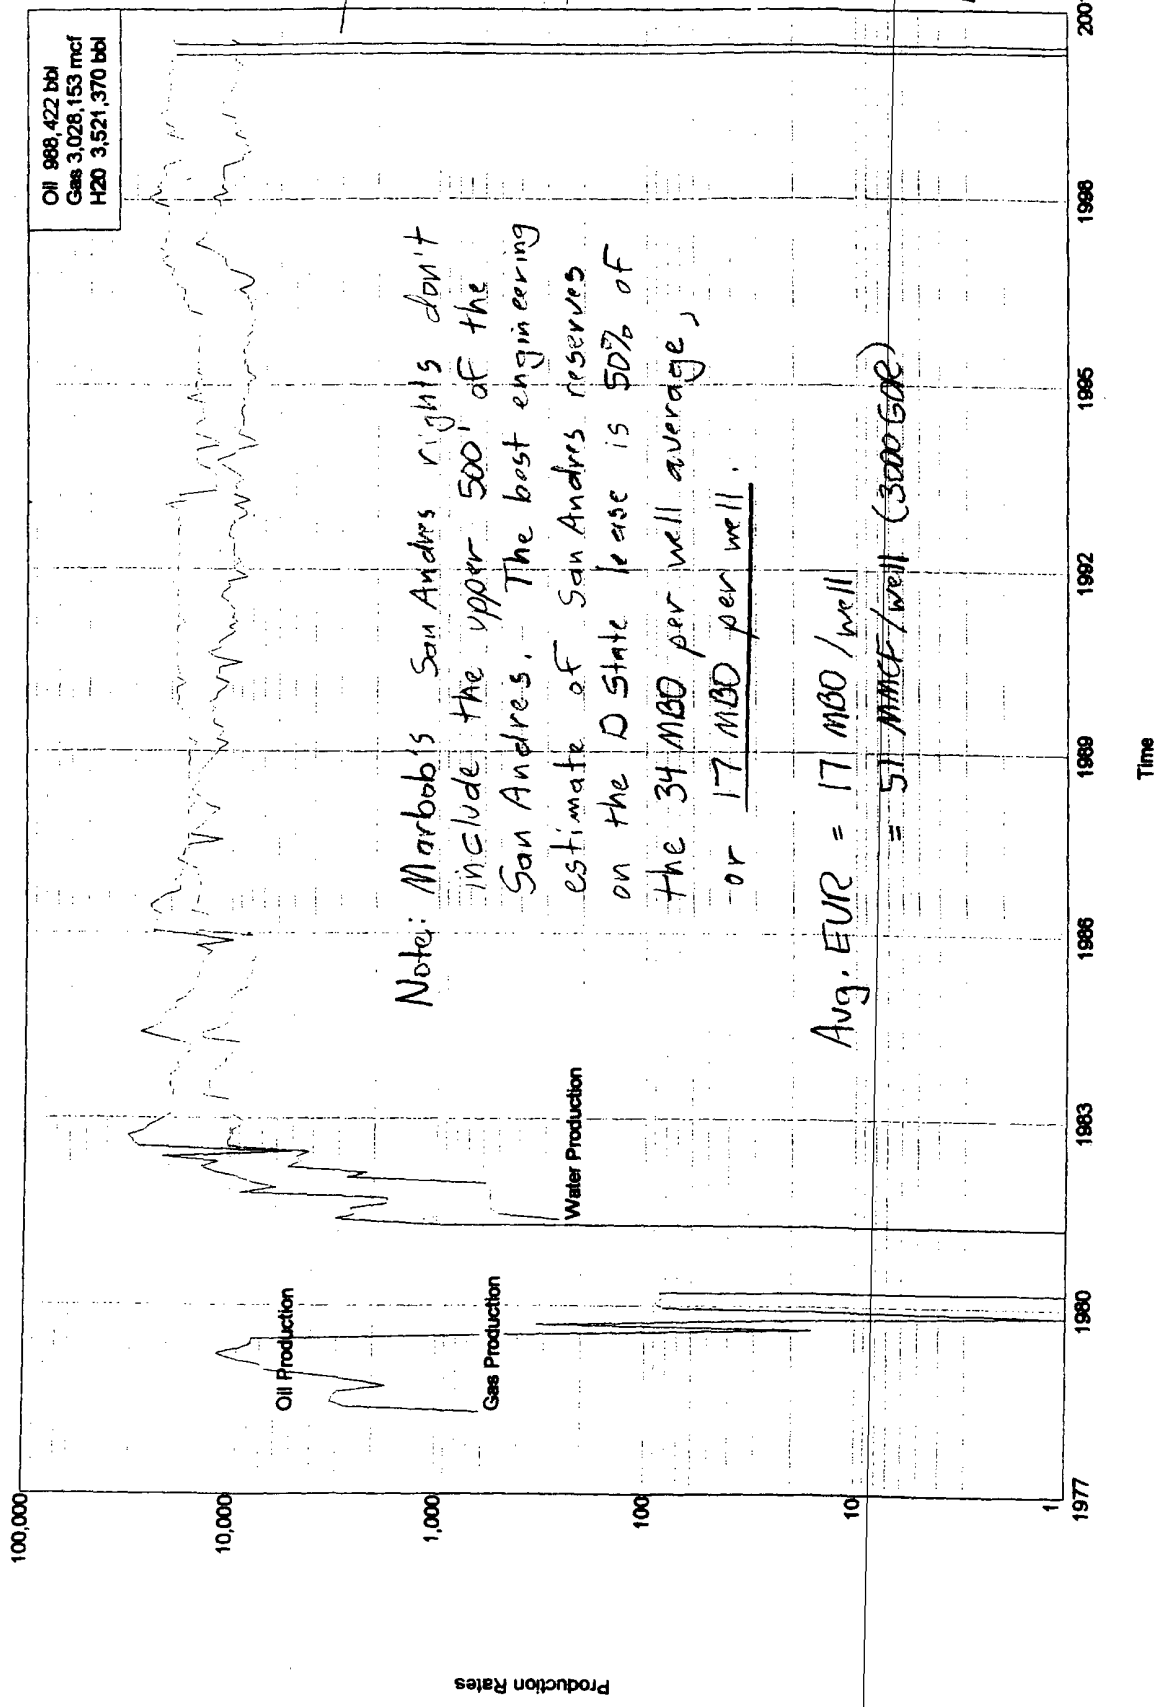 Oil 988,422 bbl
Gas 3,028,153 mcf
H20 3,521,370 bbl
Note: Marbob's San Andres rights don't
include the upper 500' of the
San Andres. The best engineering
estimate of San Andres reserves
on the D State lease is 50% of
the 34 MBO per well average,
or 17 MBO per well.
Avg. EUR = 17 MBO/well
= 51 MMCF/well (3000 GOR)
Oil Production
Gas Production
Water Production
Production Rates
100,000
10,000
1,000
100
10
1
1977
1980
1983
1986
1989
1992
1995
1998
Time